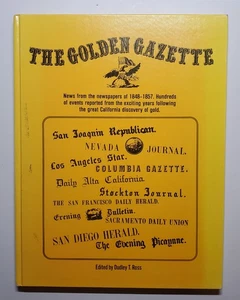 THE GOLDEN GAZETTE
News from the newspapers of 1848-1857. Hundreds
of events reported from the exciting years following
the great California discovery of gold.
San Joaquin Republican.
NEVADA JOURNAL.
Los Angeles Star.
COLUMBIA GAZETTE.
Daily Alta California.
Stockton Journal.
THE SAN FRANCISCO DAILY HERALD.
Evening Bulletin.
SACRAMENTO DAILY UNION
SAN DIEGO HERALD.
The Evening Picayune.
Edited by Dudley T. Ross